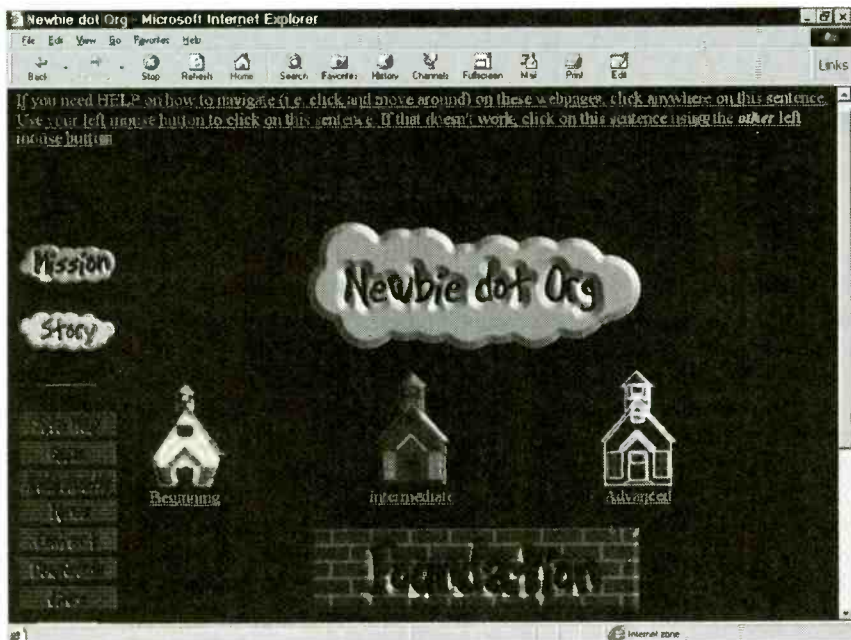 Newbie dot Org - Microsoft Internet Explorer
File Edit View Go Favorites Help
Back Stop Refresh Home Search Favorites History Channels Fullscreen Mail Print Edit Links
If you need HELP on how to navigate (i.e. click and move around) on these webpages, click anywhere on this sentence.
Use your left mouse button to click on this sentence. If that doesn't work, click on this sentence using the other left
mouse button
Mission
Newbie dot Org
Story
Beginning Intermediate Advanced
Foundation
Internet zone